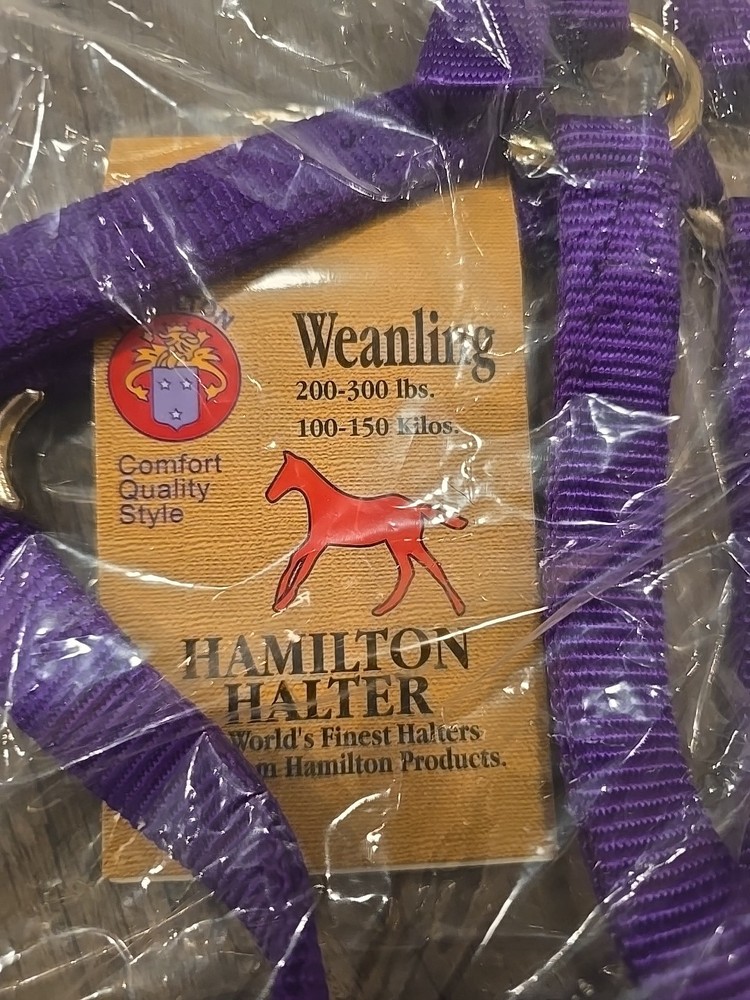 Weanling
200-300 lbs.
100-150 Kilos.
Comfort
Quality
Style
HAMILTON
HALTER
World's Finest Halters
Hamilton Products.